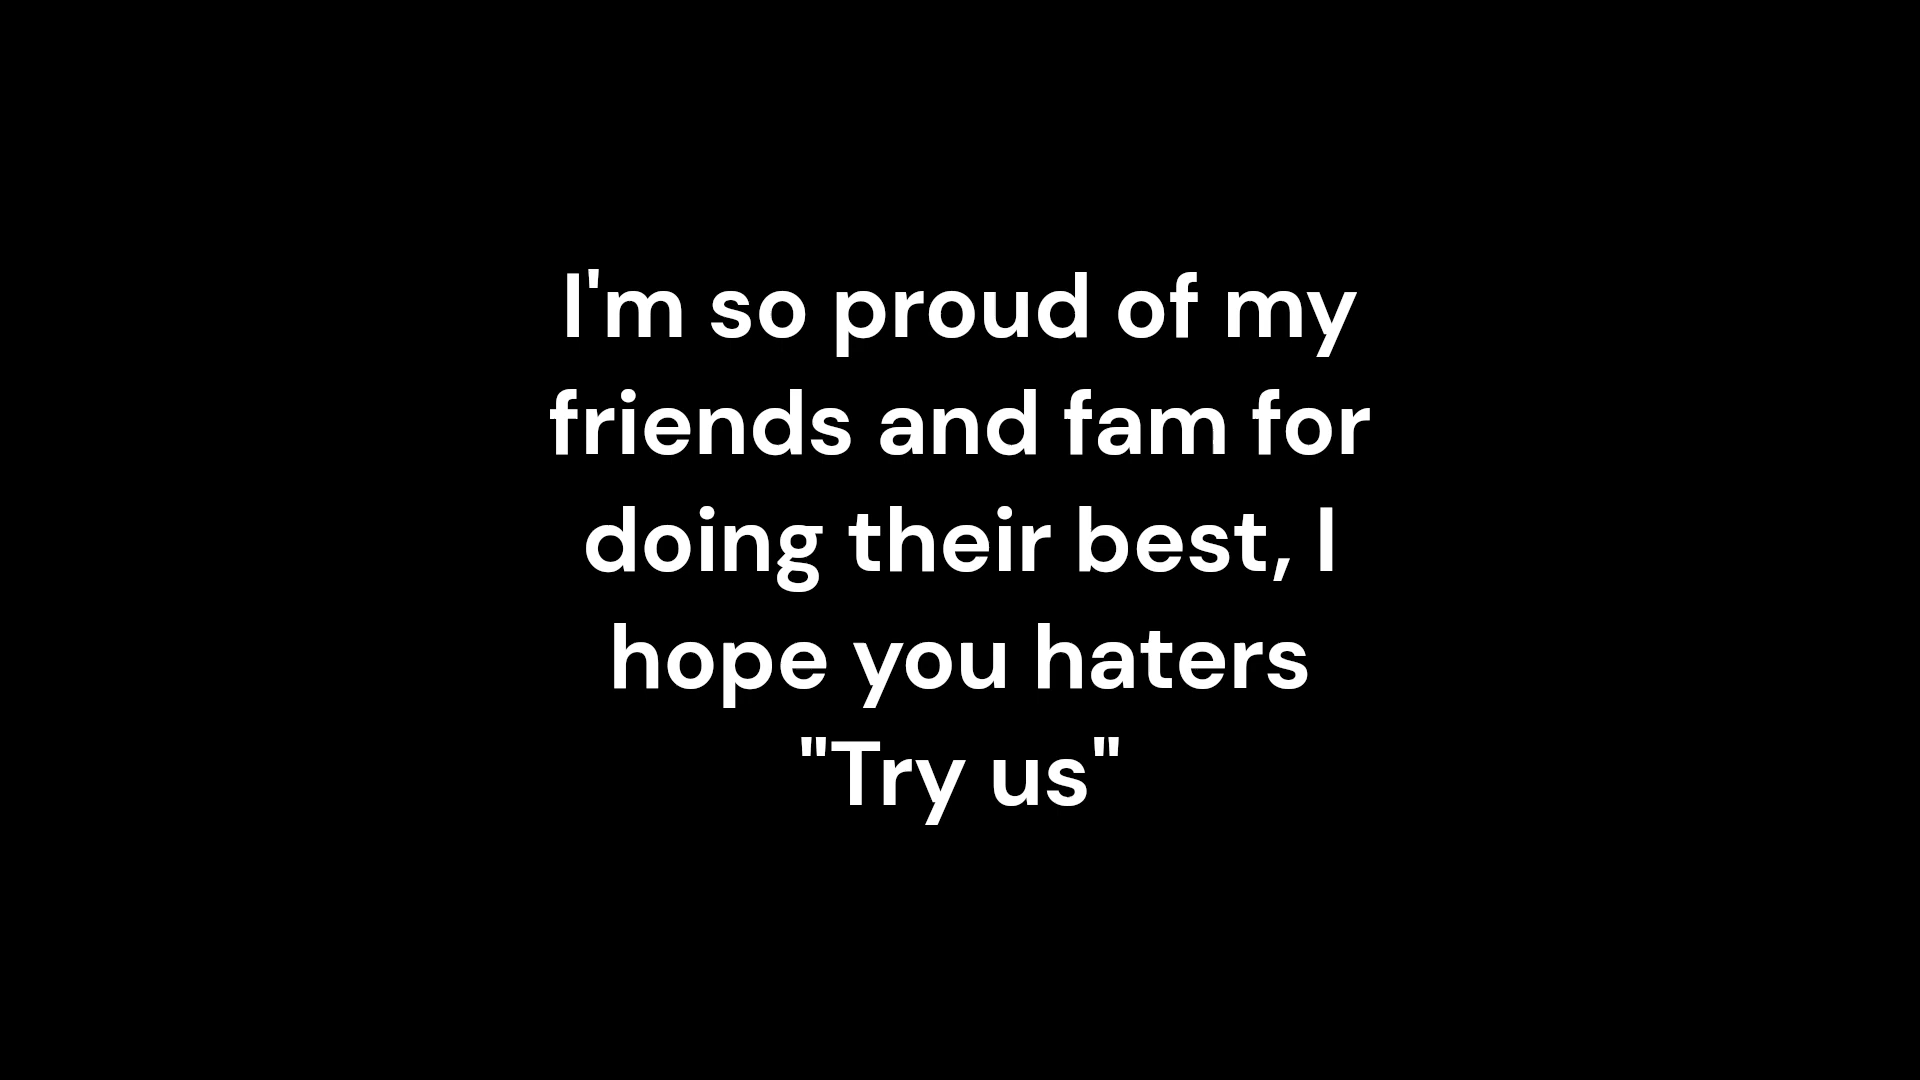 I'm so proud of my
friends and fam for
doing their best, I
hope you haters
"Try us"